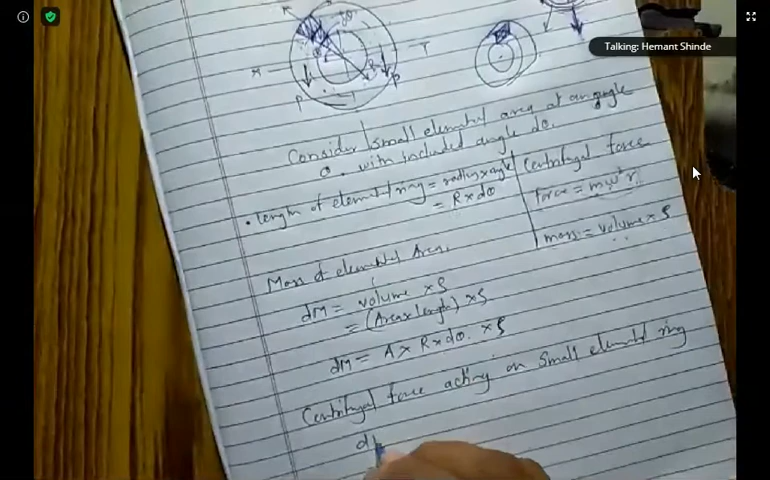 Talking: Hemant Shinde
x
T
P
P
Consider small elemental area at an angle
θ. with included angle dθ.
• length of element/ring = radius x angle
= R x dθ
Centrifugal force
Force = m,ω²r,
mass = volume x ρ
Mass of elemental Area.
dM = volume x ρ
= (Area x length) x ρ
dM = A x R x dθ. x ρ
Centrifugal force acting on small elemental ring
d